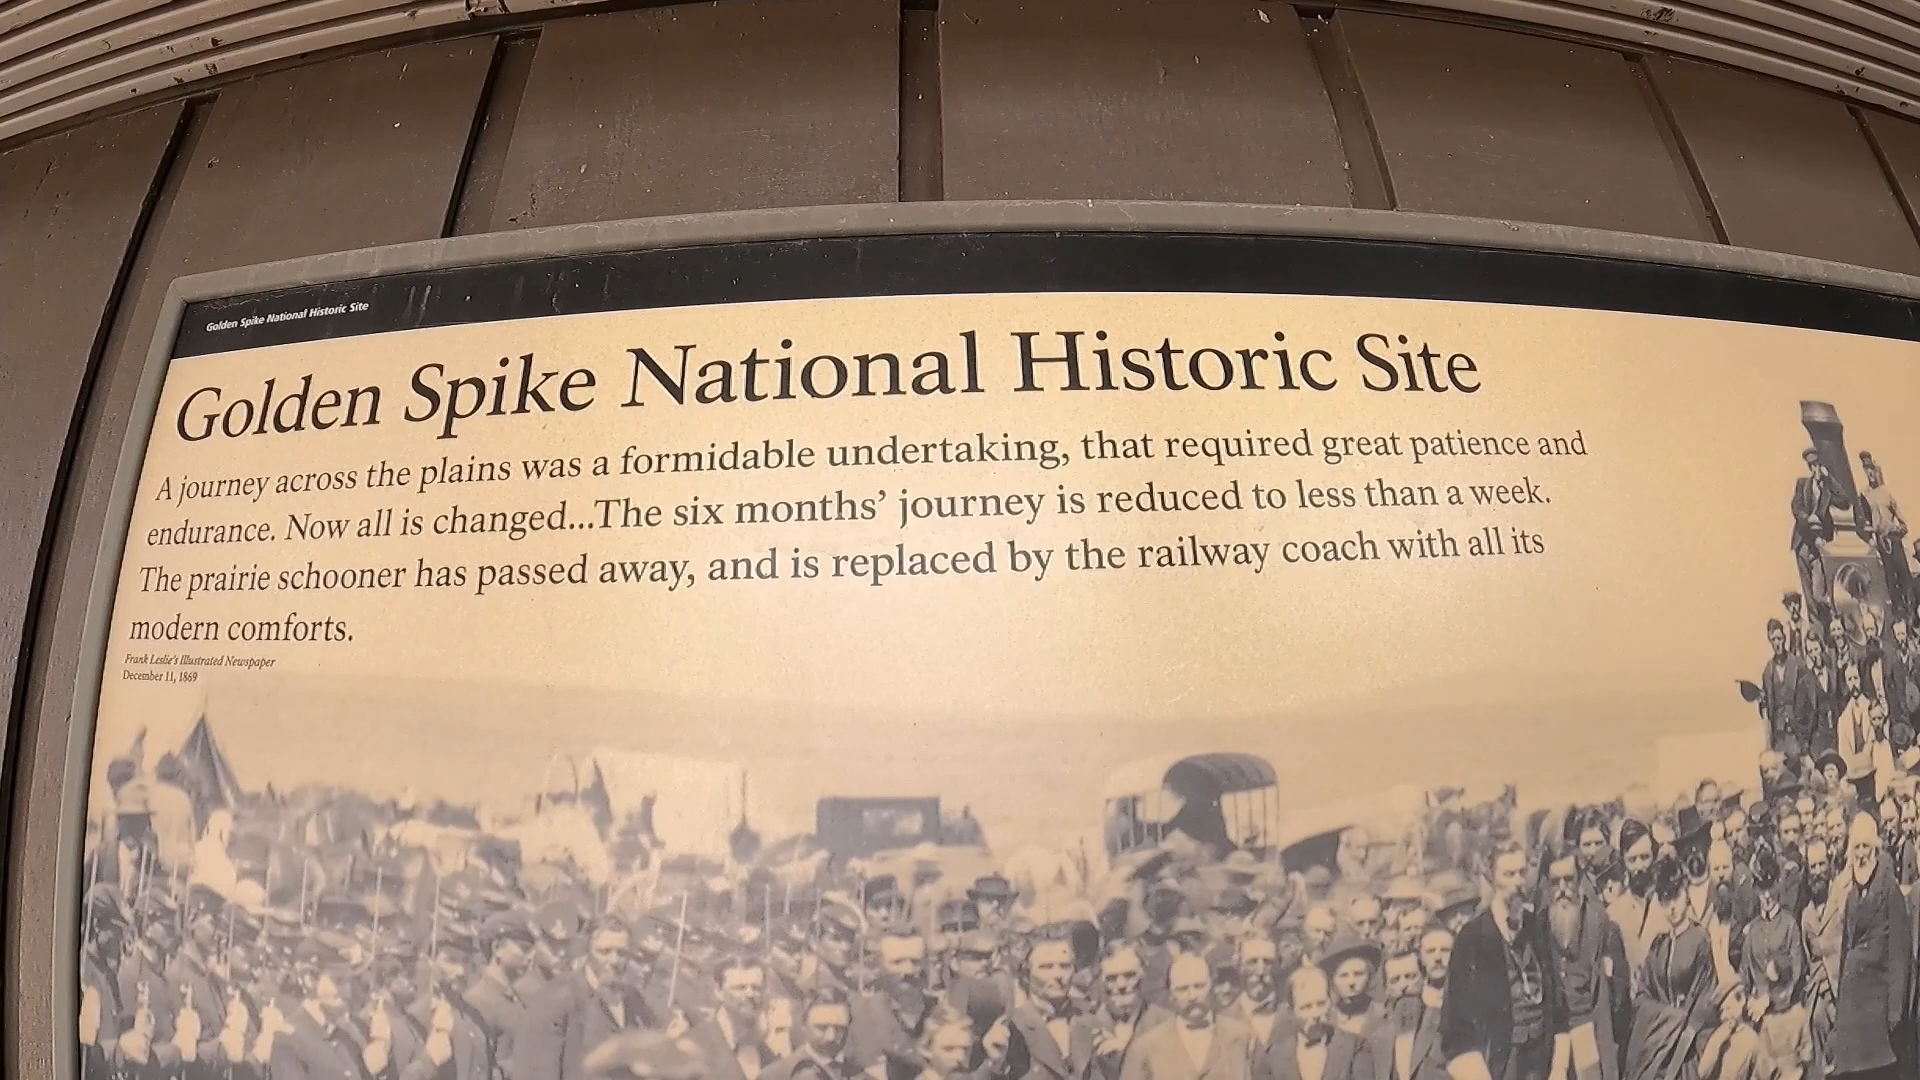 Golden Spike National Historic Site
Golden Spike National Historic Site
A journey across the plains was a formidable undertaking, that required great patience and
endurance. Now all is changed...The six months’ journey is reduced to less than a week.
The prairie schooner has passed away, and is replaced by the railway coach with all its
modern comforts.
Frank Leslie's Illustrated Newspaper
December 11, 1869